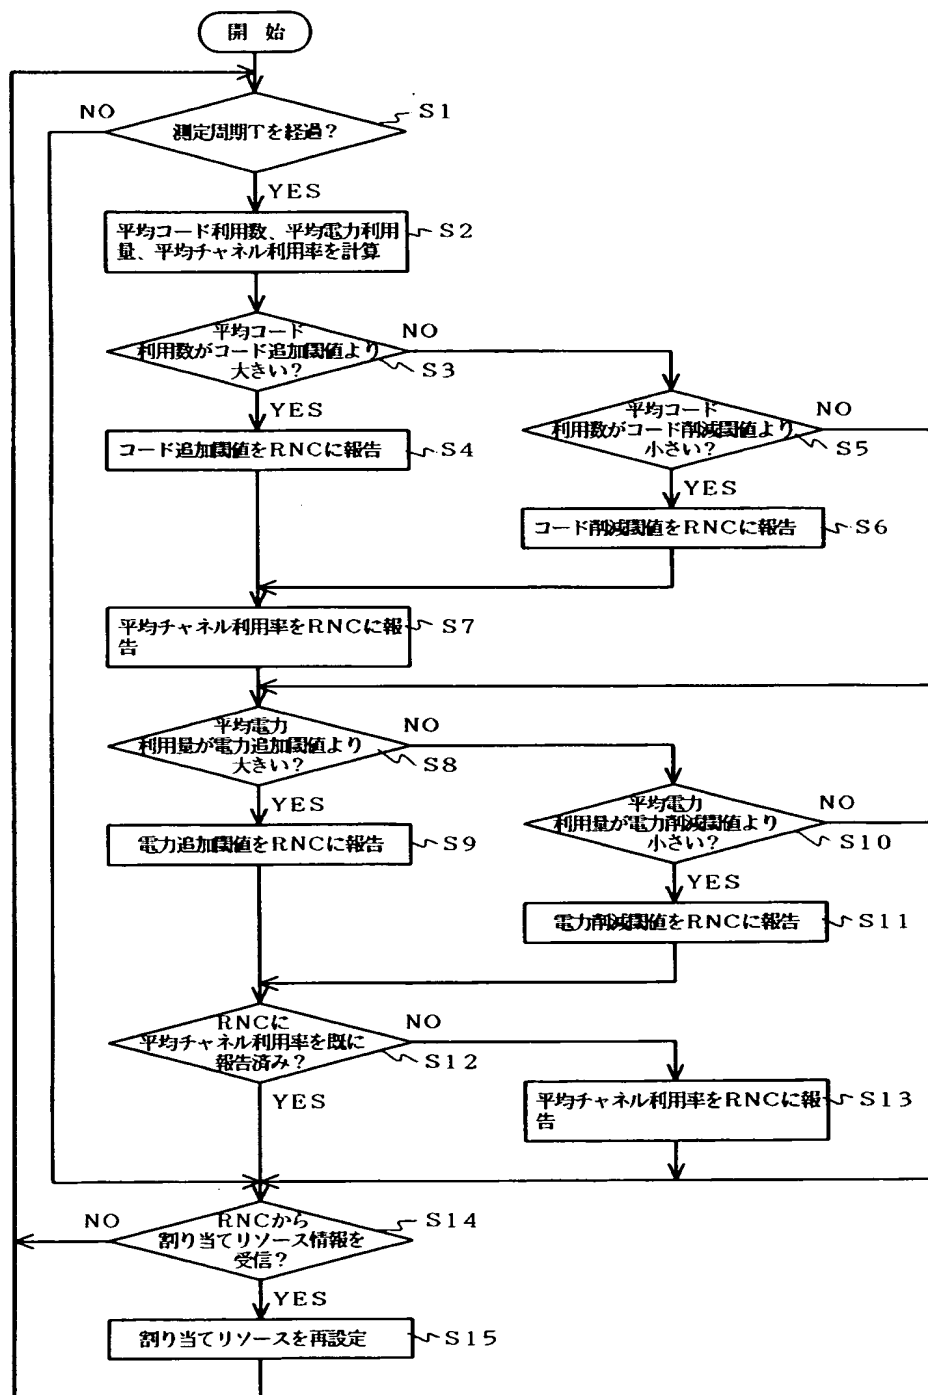 開 始
NO
測定周期Tを経過?
S1
YES
平均コード利用数、平均電力利用
量、平均チャネル利用率を計算
S2
平均コード
利用数がコード追加閾値より
大きい?
NO
S3
YES
コード追加閾値をRNCに報告
S4
平均コード
利用数がコード削減閾値より
小さい?
NO
S5
YES
コード削減閾値をRNCに報告
S6
平均チャネル利用率をRNCに報
告
S7
平均電力
利用量が電力追加閾値より
大きい?
NO
S8
YES
電力追加閾値をRNCに報告
S9
平均電力
利用量が電力削減閾値より
小さい?
NO
S10
YES
電力削減閾値をRNCに報告
S11
RNCに
平均チャネル利用率を既に
報告済み?
NO
S12
YES
平均チャネル利用率をRNCに報
告
S13
NO
RNCから
割り当てリソース情報を
受信?
S14
YES
割り当てリソースを再設定
S15